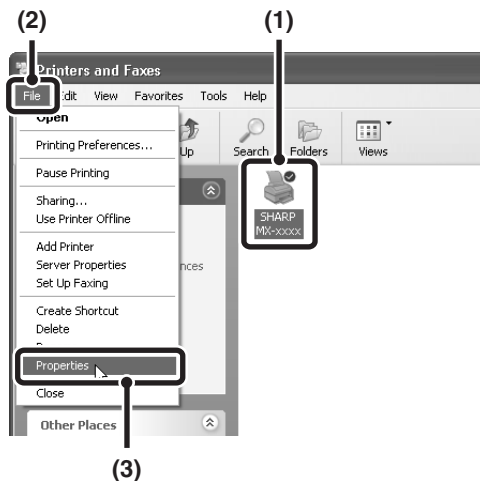 (2) (1)
Printers and Faxes
File Edit View Favorites Tools Help
Open
Printing Preferences...
Pause Printing
Sharing...
Use Printer Offline
Add Printer
Server Properties
Set Up Faxing
Create Shortcut
Delete
Properties
Close
Up Search Folders Views
SHARP
MX-xxxx
Other Places
(3)